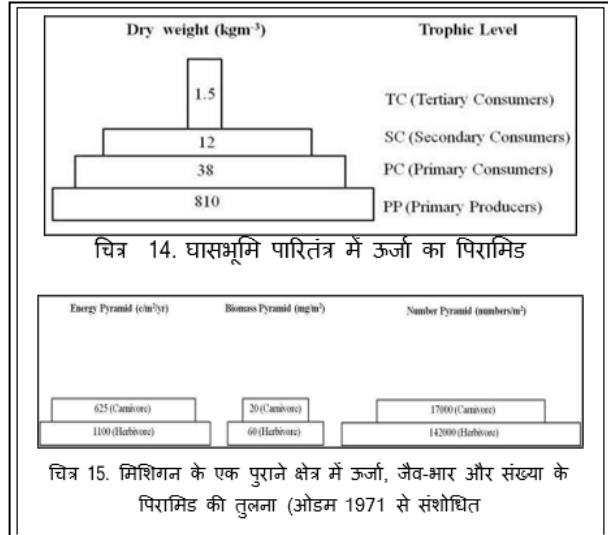 Dry weight (kgm-3) Trophic Level
1.5 TC (Tertiary Consumers)
12 SC (Secondary Consumers)
38 PC (Primary Consumers)
810 PP (Primary Producers)
चित्र 14. घासभूमि पारितंत्र में ऊर्जा का पिरामिड
Energy Pyramid (c/m²/yr) Biomass Pyramid (mg/m²) Number Pyramid (numbers/m²)
625 (Carnivore) 20 (Carnivore) 17000 (Carnivore)
1100 (Herbivore) 60 (Herbivore) 142000 (Herbivore)
चित्र 15. मिशिगन के एक पुराने क्षेत्र में ऊर्जा, जैव-भार और संख्या के
पिरामिड की तुलना (ओडम 1971 से संशोधित